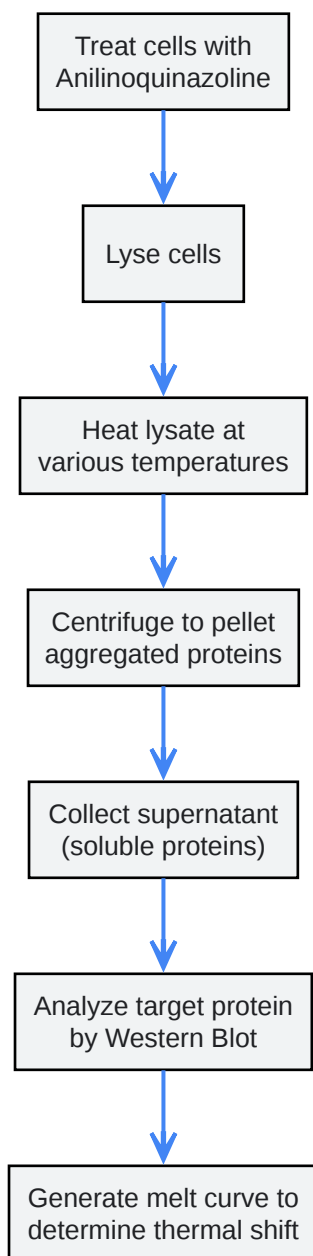 Treat cells with
Anilinoquinazoline
Lyse cells
Heat lysate at
various temperatures
Centrifuge to pellet
aggregated proteins
Collect supernatant
(soluble proteins)
Analyze target protein
by Western Blot
Generate melt curve to
determine thermal shift